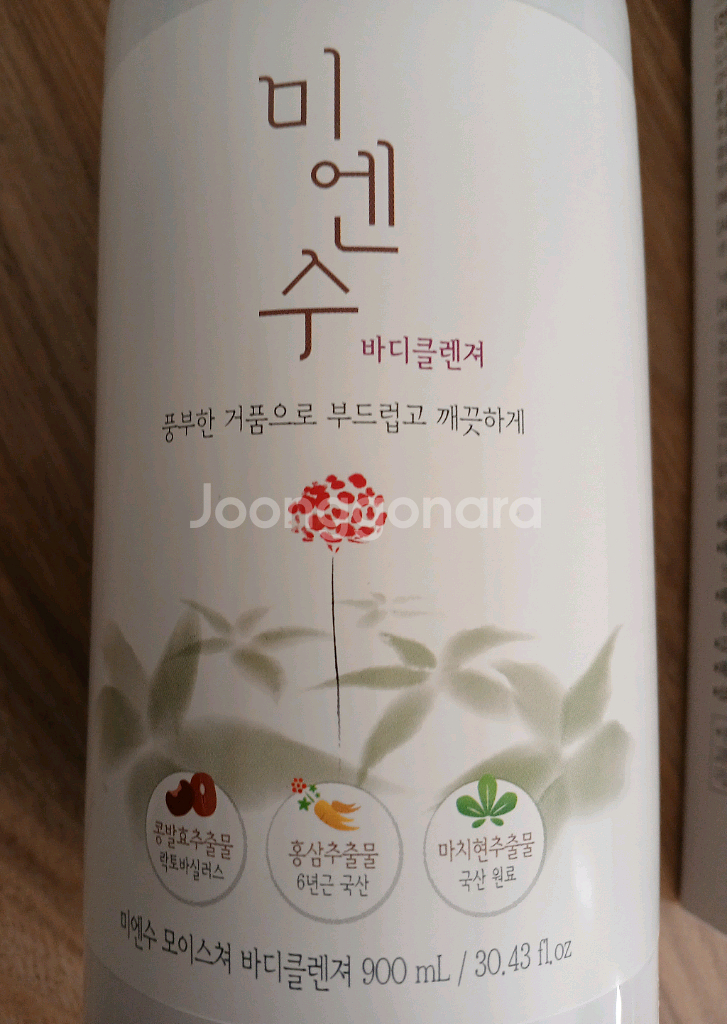 미엔수
바디클렌져
풍부한 거품으로 부드럽고 깨끗하게
Joonggonara
콩발효추출물
락토바실러스
홍삼추출물
6년근 국산
마치현추출물
국산 원료
미엔수 모이스쳐 바디클렌져 900 mL / 30.43 fl.oz